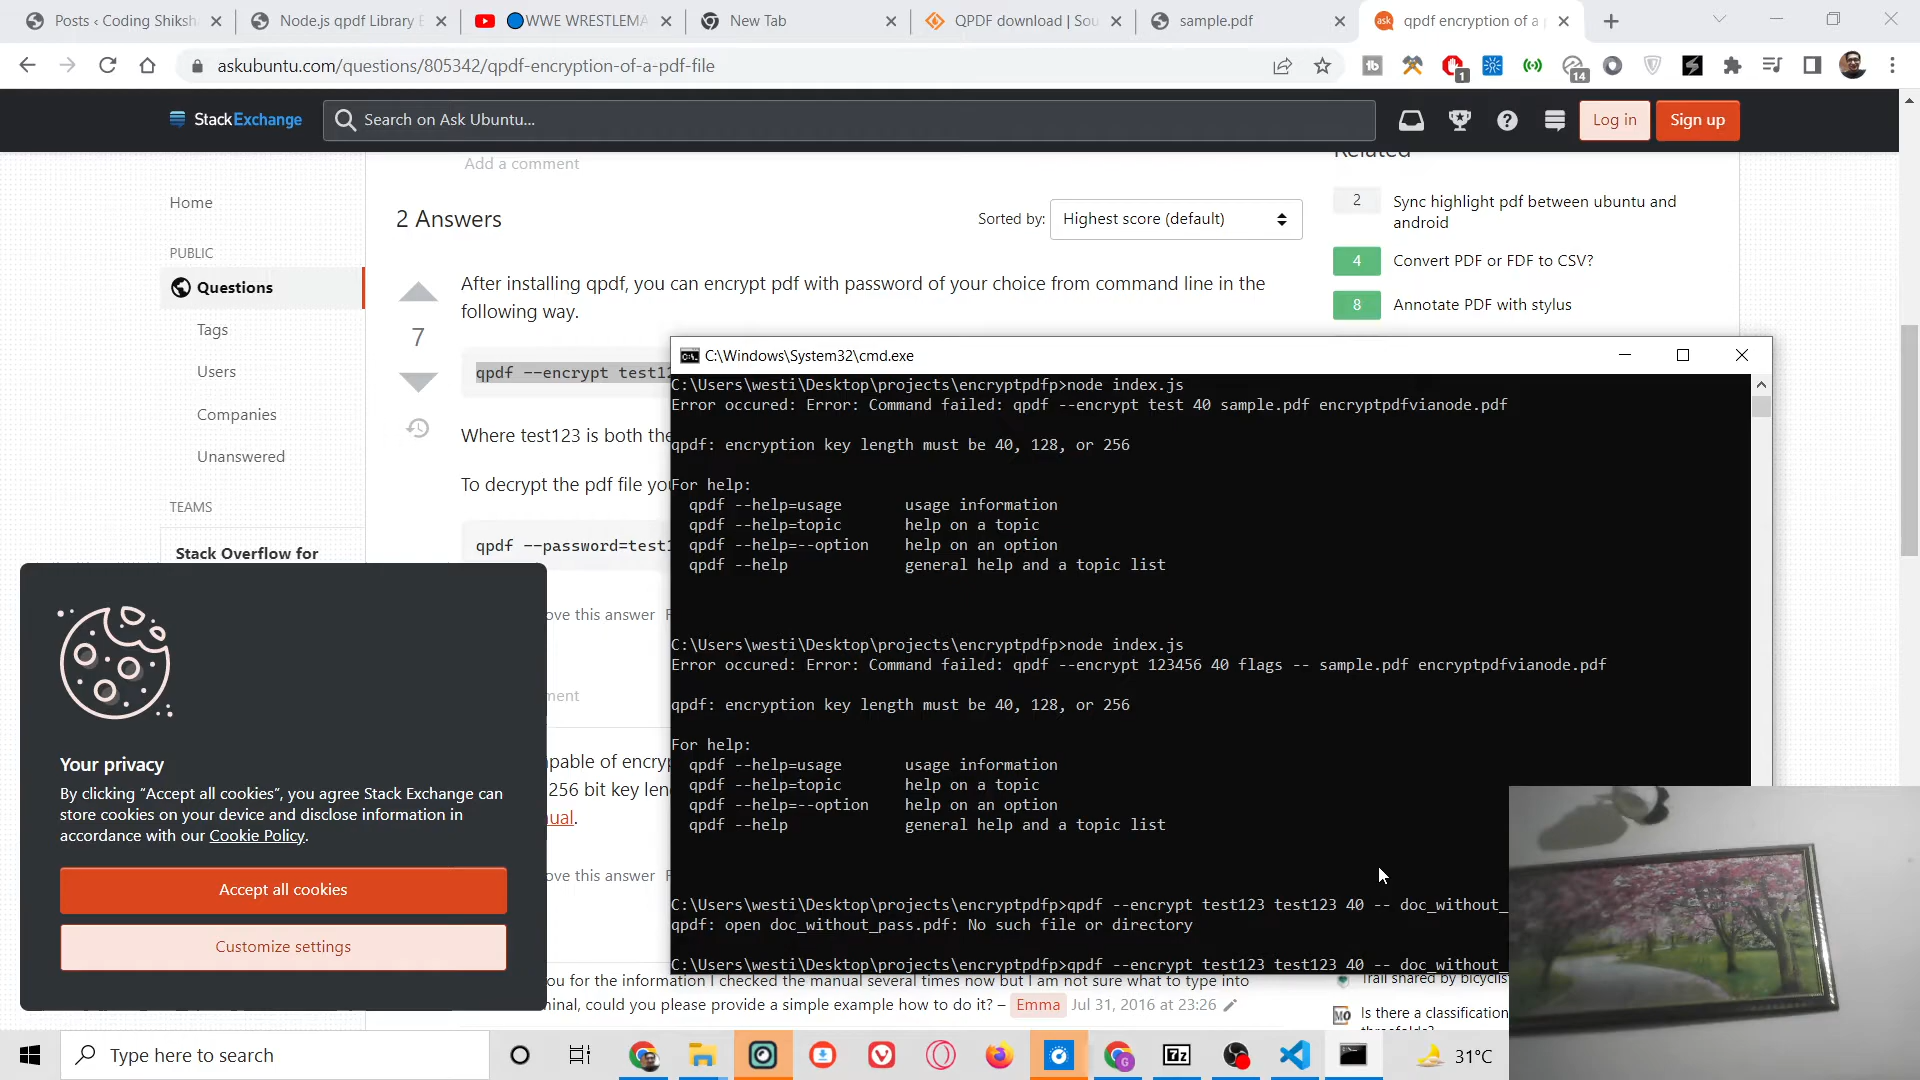 Posts ‹ Coding Shiksh
Node.js qpdf Library E
WWE WRESTLEMA
New Tab
QPDF download | Sou
sample.pdf
qpdf encryption of a p
askubuntu.com/questions/805342/qpdf-encryption-of-a-pdf-file
1
14
StackExchange
Search on Ask Ubuntu...
Log in
Sign up
Add a comment
Related
Home
PUBLIC
Questions
Tags
Users
Companies
Unanswered
TEAMS
Stack Overflow for
2 Answers
Sorted by:
Highest score (default)
2
Sync highlight pdf between ubuntu and
android
4
Convert PDF or FDF to CSV?
8
Annotate PDF with stylus
7
After installing qpdf, you can encrypt pdf with password of your choice from command line in the
following way.
qpdf --encrypt test12
Where test123 is both the
To decrypt the pdf file you
qpdf --password=test1
ove this answer
pable of encryp
256 bit key len
ual.
ove this answer
C:\Windows\System32\cmd.exe
C:\Users\westi\Desktop\projects\encryptpdfp>node index.js
Error occured: Error: Command failed: qpdf --encrypt test 40 sample.pdf encryptpdfvianode.pdf
qpdf: encryption key length must be 40, 128, or 256
For help:
qpdf --help=usage usage information
qpdf --help=topic help on a topic
qpdf --help=--option help on an option
qpdf --help general help and a topic list
C:\Users\westi\Desktop\projects\encryptpdfp>node index.js
Error occured: Error: Command failed: qpdf --encrypt 123456 40 flags -- sample.pdf encryptpdfvianode.pdf
qpdf: encryption key length must be 40, 128, or 256
For help:
qpdf --help=usage usage information
qpdf --help=topic help on a topic
qpdf --help=--option help on an option
qpdf --help general help and a topic list
C:\Users\westi\Desktop\projects\encryptpdfp>qpdf --encrypt test123 test123 40 -- doc_without_
qpdf: open doc_without_pass.pdf: No such file or directory
C:\Users\westi\Desktop\projects\encryptpdfp>qpdf --encrypt test123 test123 40 -- doc_without_
Your privacy
By clicking “Accept all cookies”, you agree Stack Exchange can
store cookies on your device and disclose information in
accordance with our Cookie Policy.
Accept all cookies
Customize settings
ou for the information I checked the manual several times now but I am not sure what to type into
minal, could you please provide a simple example how to do it? – Emma Jul 31, 2016 at 23:26
Trail shared by bicyclis
MO
Is there a classification
Type here to search
31°C